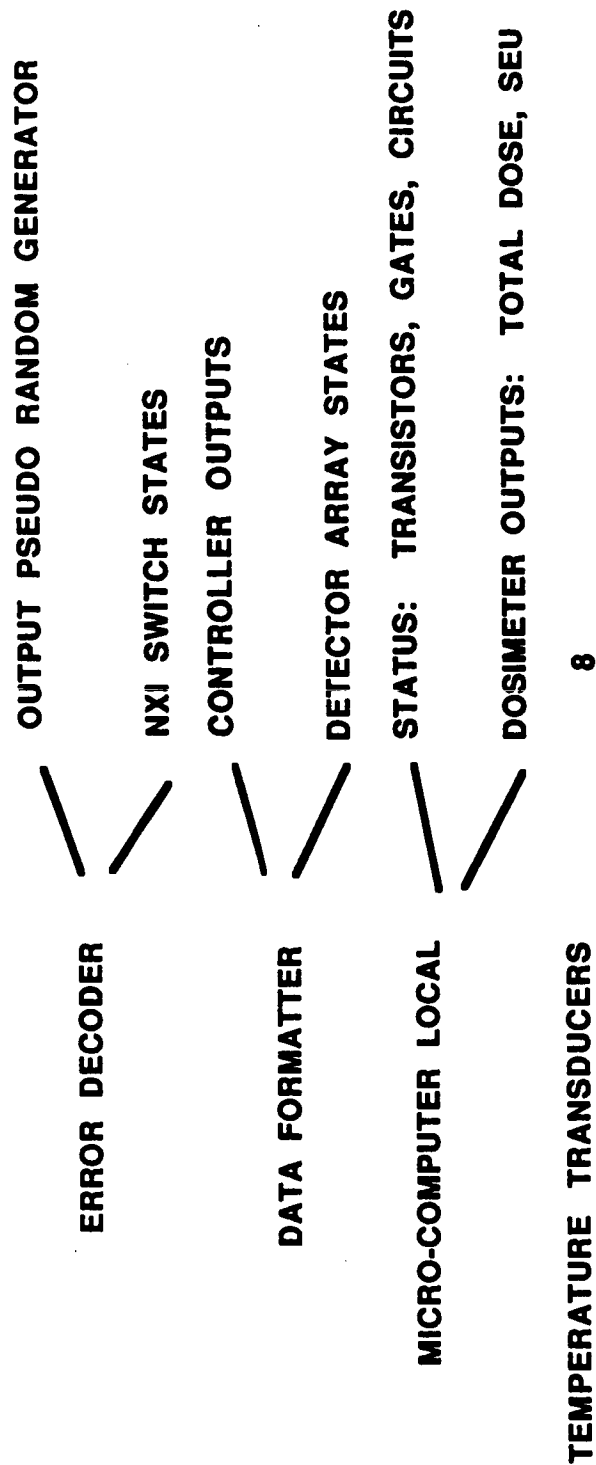 OUTPUT PSEUDO RANDOM GENERATOR
ERROR DECODER
NXI SWITCH STATES
CONTROLLER OUTPUTS
DATA FORMATTER
DETECTOR ARRAY STATES
STATUS: TRANSISTORS, GATES, CIRCUITS
MICRO-COMPUTER LOCAL
DOSIMETER OUTPUTS: TOTAL DOSE, SEU
TEMPERATURE TRANSDUCERS 8